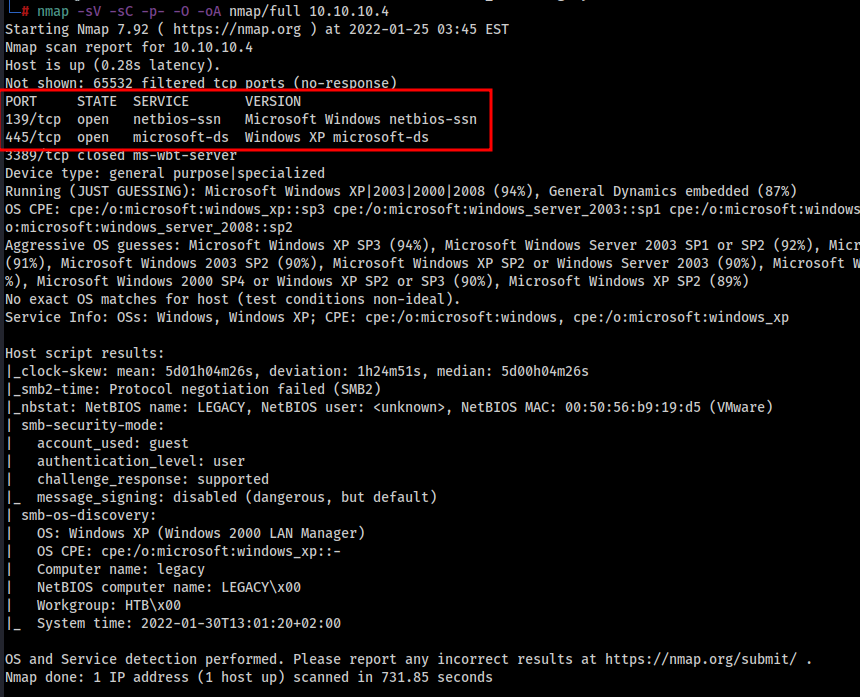 └─# nmap -sV -sC -p- -O -oA nmap/full 10.10.10.4
Starting Nmap 7.92 ( https://nmap.org ) at 2022-01-25 03:45 EST
Nmap scan report for 10.10.10.4
Host is up (0.28s latency).
Not shown: 65532 filtered tcp ports (no-response)
PORT     STATE  SERVICE       VERSION
139/tcp  open   netbios-ssn   Microsoft Windows netbios-ssn
445/tcp  open   microsoft-ds  Windows XP microsoft-ds
3389/tcp closed ms-wbt-server
Device type: general purpose|specialized
Running (JUST GUESSING): Microsoft Windows XP|2003|2000|2008 (94%), General Dynamics embedded (87%)
OS CPE: cpe:/o:microsoft:windows_xp::sp3 cpe:/o:microsoft:windows_server_2003::sp1 cpe:/o:microsoft:windows
o:microsoft:windows_server_2008::sp2
Aggressive OS guesses: Microsoft Windows XP SP3 (94%), Microsoft Windows Server 2003 SP1 or SP2 (92%), Micr
(91%), Microsoft Windows 2003 SP2 (90%), Microsoft Windows XP SP2 or Windows Server 2003 (90%), Microsoft W
%), Microsoft Windows 2000 SP4 or Windows XP SP2 or SP3 (90%), Microsoft Windows XP SP2 (89%)
No exact OS matches for host (test conditions non-ideal).
Service Info: OSs: Windows, Windows XP; CPE: cpe:/o:microsoft:windows, cpe:/o:microsoft:windows_xp
Host script results:
|_clock-skew: mean: 5d01h04m26s, deviation: 1h24m51s, median: 5d00h04m26s
|_smb2-time: Protocol negotiation failed (SMB2)
|_nbstat: NetBIOS name: LEGACY, NetBIOS user: <unknown>, NetBIOS MAC: 00:50:56:b9:19:d5 (VMware)
| smb-security-mode:
|   account_used: guest
|   authentication_level: user
|   challenge_response: supported
|_  message_signing: disabled (dangerous, but default)
| smb-os-discovery:
|   OS: Windows XP (Windows 2000 LAN Manager)
|   OS CPE: cpe:/o:microsoft:windows_xp::-
|   Computer name: legacy
|   NetBIOS computer name: LEGACY\x00
|   Workgroup: HTB\x00
|_  System time: 2022-01-30T13:01:20+02:00
OS and Service detection performed. Please report any incorrect results at https://nmap.org/submit/ .
Nmap done: 1 IP address (1 host up) scanned in 731.85 seconds